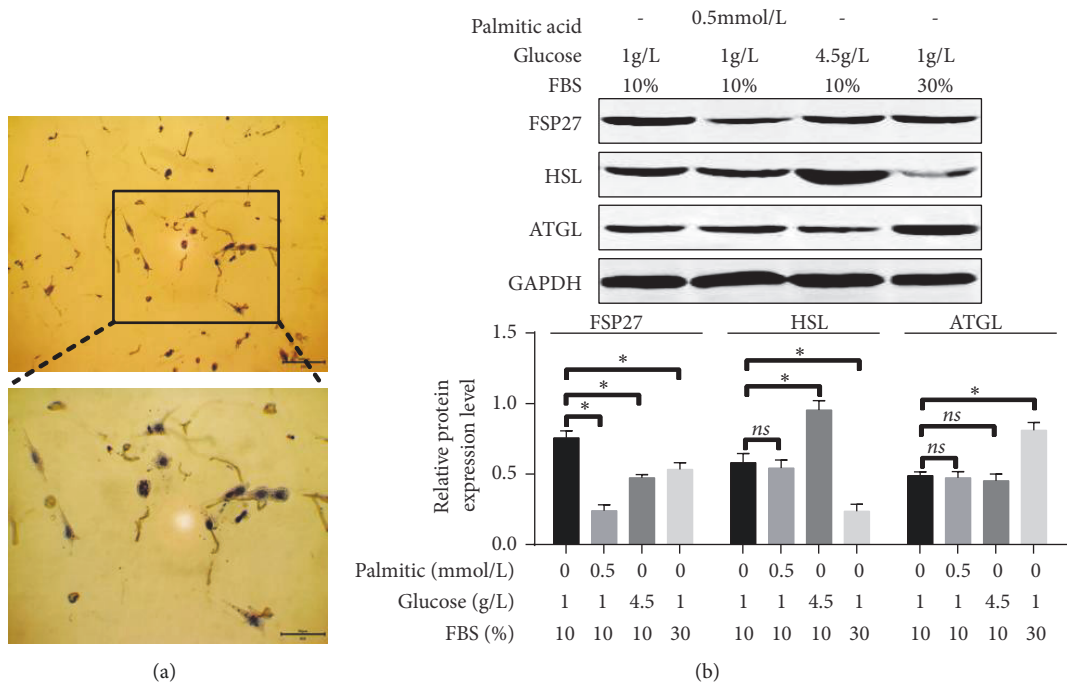 Palmitic acid - 0.5mmol/L - -
Glucose 1g/L 1g/L 4.5g/L 1g/L
FBS 10% 10% 10% 30%
FSP27
HSL
ATGL
GAPDH
FSP27 HSL ATGL
Relative protein
expression level
1.5
1.0
0.5
0.0
* * *
ns * *
ns ns *
Palmitic (mmol/L) 0 0.5 0 0 0 0.5 0 0 0 0.5 0 0
Glucose (g/L) 1 1 4.5 1 1 1 4.5 1 1 1 4.5 1
FBS (%) 10 10 10 30 10 10 10 30 10 10 10 30
(a) (b)